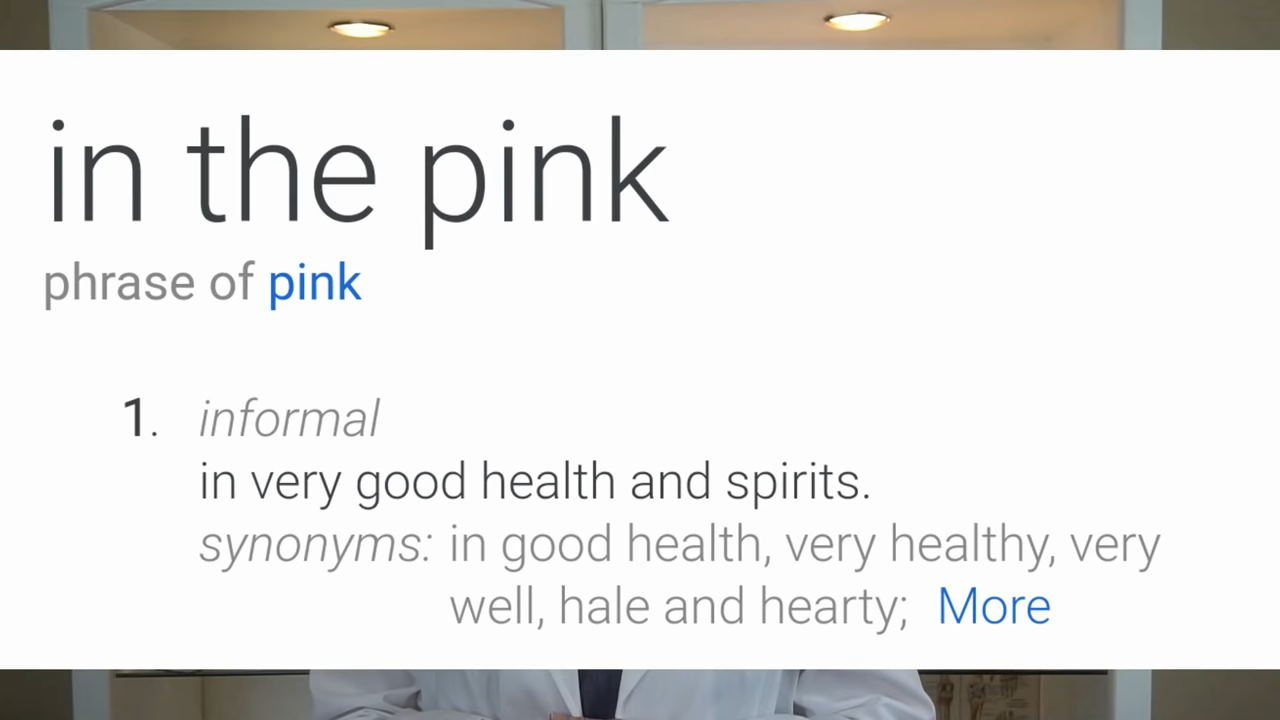 in the pink
phrase of pink
1. informal
in very good health and spirits.
synonyms: in good health, very healthy, very
well, hale and hearty; More